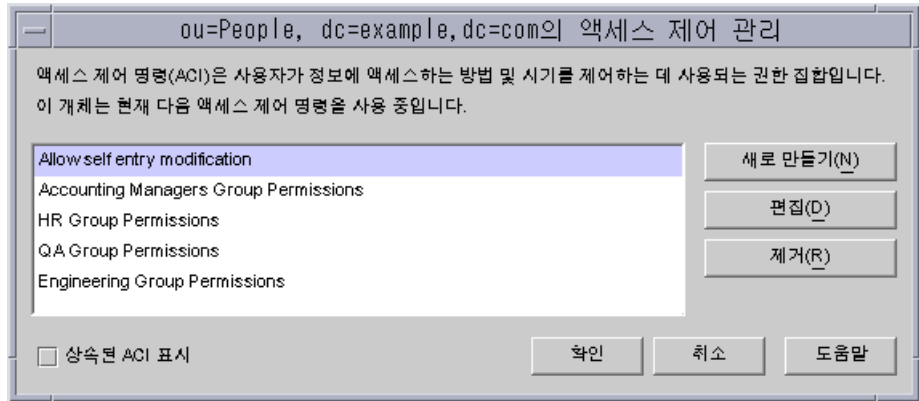 ou=People, dc=example,dc=com의 액세스 제어 관리
액세스 제어 명령(ACI)은 사용자가 정보에 액세스하는 방법 및 시기를 제어하는 데 사용되는 권한 집합입니다.
이 개체는 현재 다음 액세스 제어 명령을 사용 중입니다.
Allow self entry modification
Accounting Managers Group Permissions
HR Group Permissions
QA Group Permissions
Engineering Group Permissions
새로 만들기(N)
편집(D)
제거(R)
상속된 ACI 표시
확인
취소
도움말